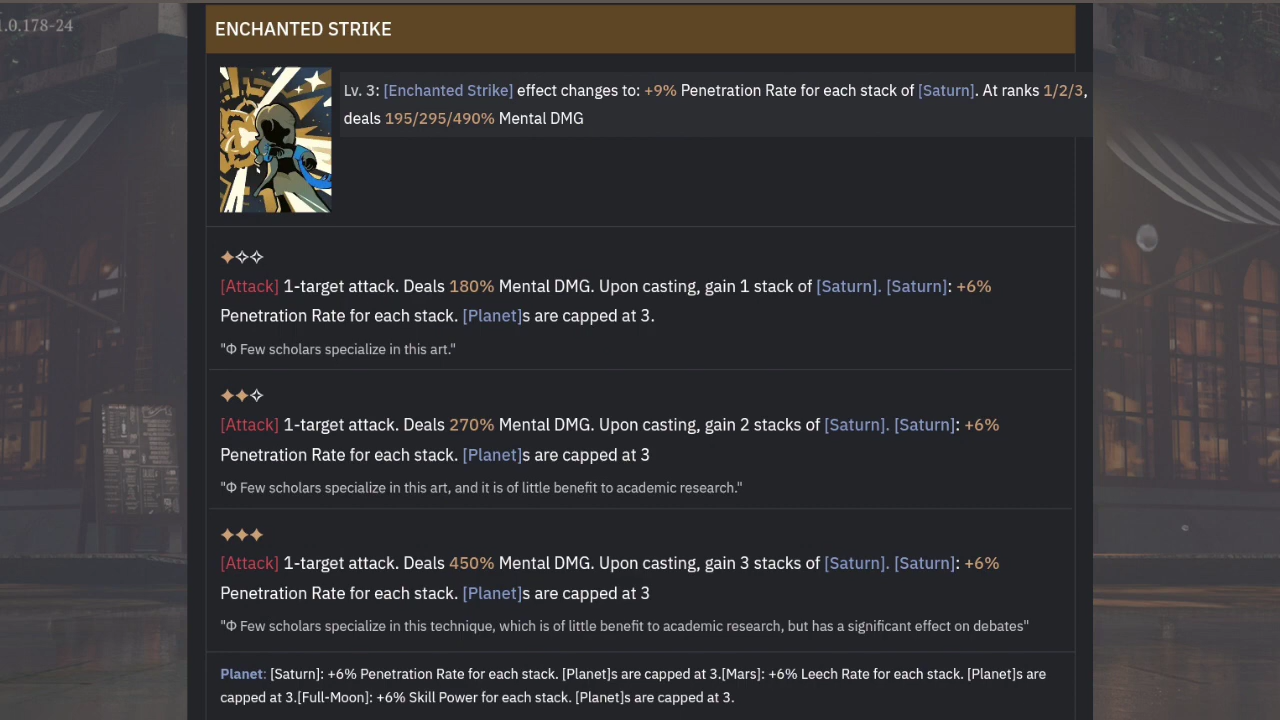 1.0.178-24
ENCHANTED STRIKE
Lv. 3: [Enchanted Strike] effect changes to: +9% Penetration Rate for each stack of [Saturn]. At ranks 1/2/3,
deals 195/295/490% Mental DMG
[Attack] 1-target attack. Deals 180% Mental DMG. Upon casting, gain 1 stack of [Saturn]. [Saturn]: +6%
Penetration Rate for each stack. [Planet]s are capped at 3.
"Φ Few scholars specialize in this art."
[Attack] 1-target attack. Deals 270% Mental DMG. Upon casting, gain 2 stacks of [Saturn]. [Saturn]: +6%
Penetration Rate for each stack. [Planet]s are capped at 3
"Φ Few scholars specialize in this art, and it is of little benefit to academic research."
[Attack] 1-target attack. Deals 450% Mental DMG. Upon casting, gain 3 stacks of [Saturn]. [Saturn]: +6%
Penetration Rate for each stack. [Planet]s are capped at 3
"Φ Few scholars specialize in this technique, which is of little benefit to academic research, but has a significant effect on debates"
Planet: [Saturn]: +6% Penetration Rate for each stack. [Planet]s are capped at 3.[Mars]: +6% Leech Rate for each stack. [Planet]s are
capped at 3.[Full-Moon]: +6% Skill Power for each stack. [Planet]s are capped at 3.